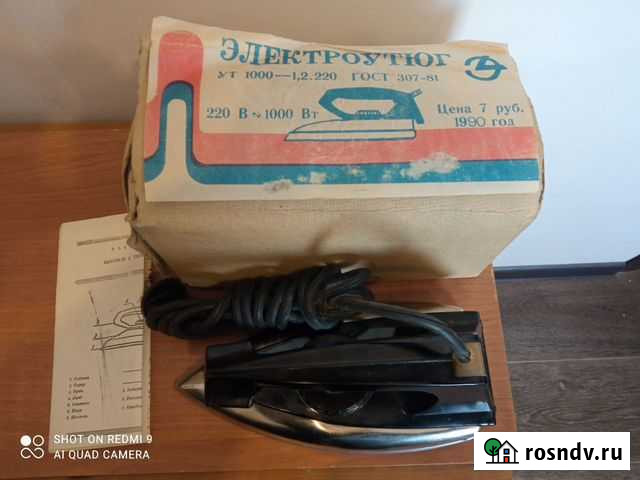 ЭЛЕКТРОУТЮГ
УТ 1000—1,2.220 ГОСТ 307-81
220 В ~ 1000 Вт
Цена 7 руб.
1990 год
SHOT ON REDMI 9
AI QUAD CAMERA
rosndv.ru